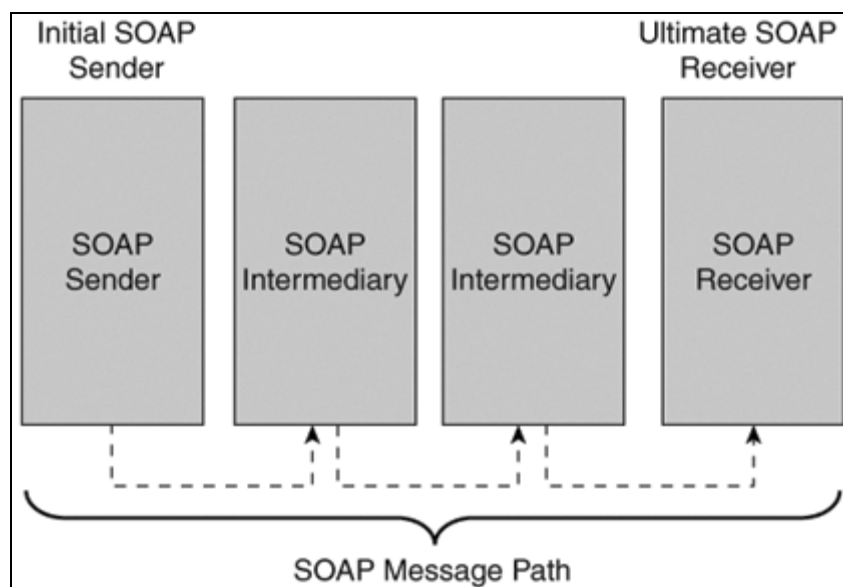 Initial SOAP
Sender
Ultimate SOAP
Receiver
SOAP
Sender
SOAP
Intermediary
SOAP
Intermediary
SOAP
Receiver
SOAP Message Path